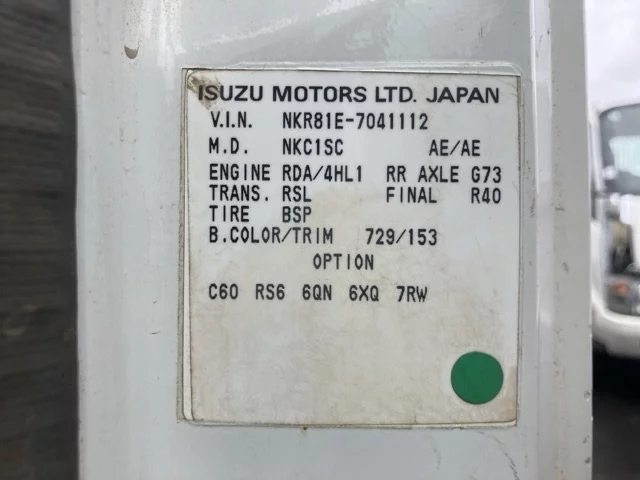 ISUZU MOTORS LTD. JAPAN
V.I.N. NKR81E-7041112
M.D. NKC1SC AE/AE
ENGINE RDA/4HL1 RR AXLE G73
TRANS. RSL FINAL R40
TIRE BSP
B.COLOR/TRIM 729/153
OPTION
C60 RS6 6QN 6XQ 7RW